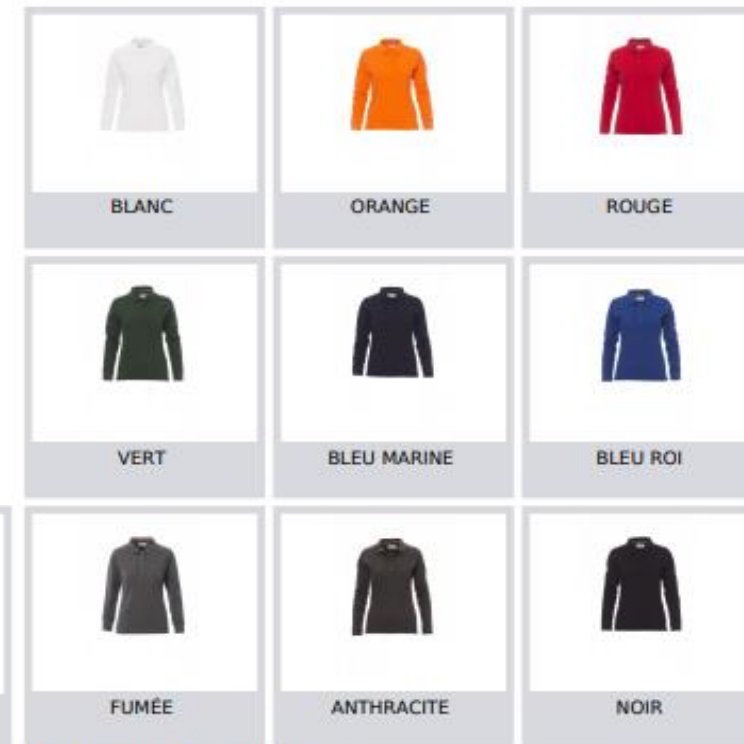 BLANC
ORANGE
ROUGE
VERT
BLEU MARINE
BLEU ROI
FUMÉE
ANTHRACITE
NOIR